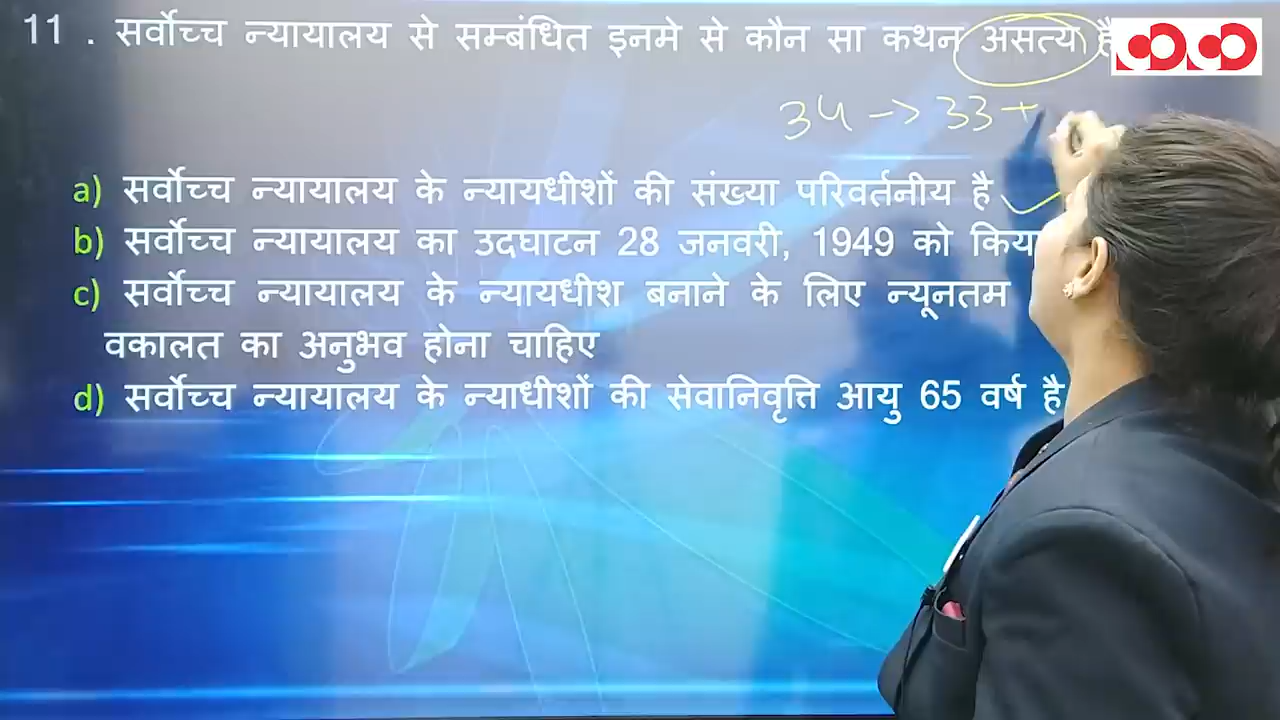 11 . सर्वोच्च न्यायालय से सम्बंधित इनमे से कौन सा कथन असत्य है
34 -> 33 +
a) सर्वोच्च न्यायालय के न्यायधीशों की संख्या परिवर्तनीय है
b) सर्वोच्च न्यायालय का उदघाटन 28 जनवरी, 1949 को किया
c) सर्वोच्च न्यायालय के न्यायधीश बनाने के लिए न्यूनतम
वकालत का अनुभव होना चाहिए
d) सर्वोच्च न्यायालय के न्याधीशों की सेवानिवृत्ति आयु 65 वर्ष है